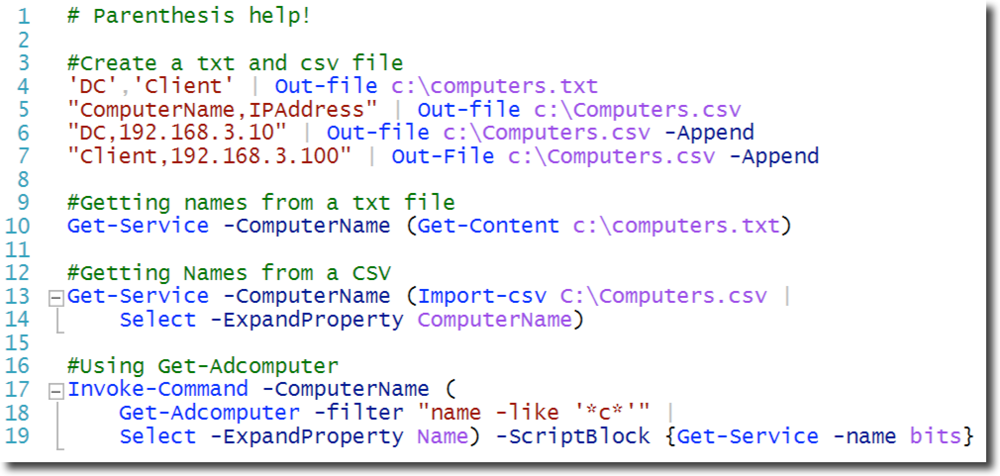 1 # Parenthesis help!
2
3 #Create a txt and csv file
4 'DC','Client' | Out-file c:\computers.txt
5 "ComputerName,IPAddress" | Out-file c:\Computers.csv
6 "DC,192.168.3.10" | Out-file c:\Computers.csv -Append
7 "Client,192.168.3.100" | Out-File c:\Computers.csv -Append
8
9 #Getting names from a txt file
10 Get-Service -ComputerName (Get-Content c:\computers.txt)
11
12 #Getting Names from a CSV
13 Get-Service -ComputerName (Import-csv C:\Computers.csv |
14 Select -ExpandProperty ComputerName)
15
16 #Using Get-Adcomputer
17 Invoke-Command -ComputerName (
18 Get-Adcomputer -filter "name -like '*c*'" |
19 Select -ExpandProperty Name) -ScriptBlock {Get-Service -name bits}